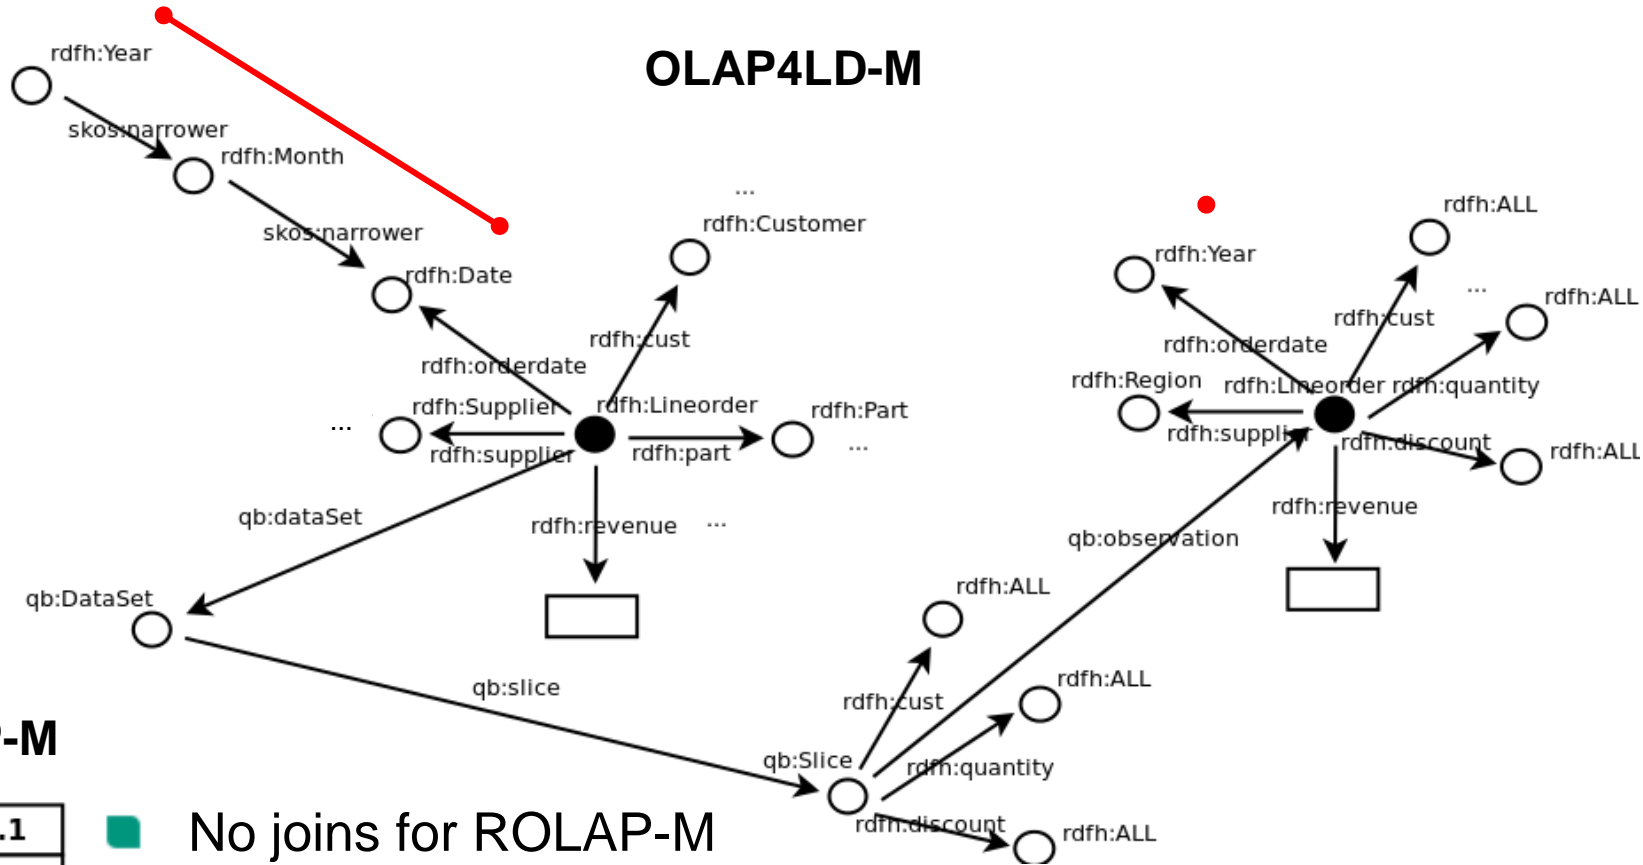 rdfh:Year
OLAP4LD-M
skos:narrower
rdfh:Month
skos:narrower
rdfh:Date
...
rdfh:Customer
rdfh:cust
rdfh:orderdate
rdfh:Supplier
rdfh:Lineorder
rdfh:Part
...
rdfh:supplier
rdfh:part
...
qb:dataSet
rdfh:revenue
...
qb:DataSet
qb:slice
rdfh:ALL
rdfh:Year
...
rdfh:ALL
rdfh:cust
rdfh:orderdate
rdfh:Region
rdfh:Lineorder
rdfh:quantity
rdfh:supplier
rdfh:discount
rdfh:ALL
rdfh:revenue
qb:observation
rdfh:ALL
rdfh:cust
rdfh:ALL
qb:Slice
rdfh:quantity
rdfh:discount
rdfh:ALL
-M
.1
No joins for ROLAP-M